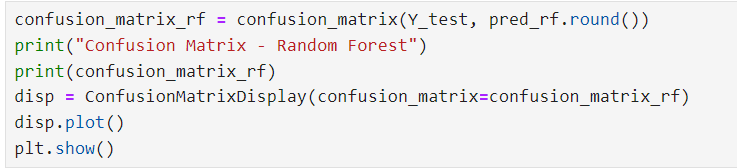 confusion_matrix_rf = confusion_matrix(Y_test, pred_rf.round())
print("Confusion Matrix - Random Forest")
print(confusion_matrix_rf)
disp = ConfusionMatrixDisplay(confusion_matrix=confusion_matrix_rf)
disp.plot()
plt.show()